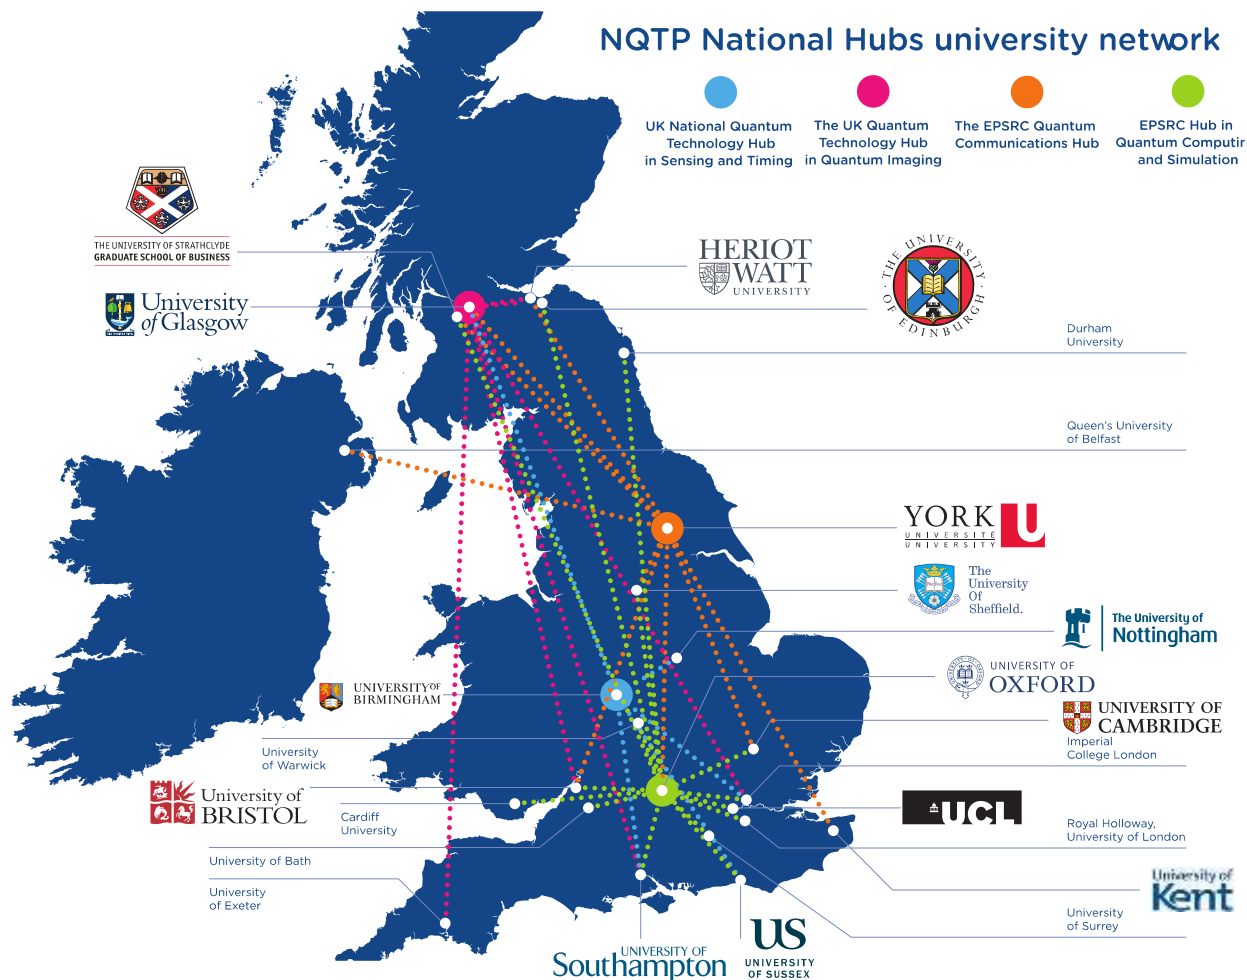 NQTP National Hubs university network
UK National Quantum
Technology Hub
in Sensing and Timing
The UK Quantum
Technology Hub
in Quantum Imaging
The EPSRC Quantum
Communications Hub
EPSRC Hub in
Quantum Computin
and Simulation
THE UNIVERSITY OF STRATHCLYDE
GRADUATE SCHOOL OF BUSINESS
University
of Glasgow
HERIOT
WATT
UNIVERSITY
THE UNIVERSITY OF EDINBURGH
Durham
University
Queen's University
of Belfast
YORK
UNIVERSITÉ
UNIVERSITY
U
The
University
Of
Sheffield.
The University of
Nottingham
UNIVERSITY OF
OXFORD
UNIVERSITYOF
BIRMINGHAM
UNIVERSITY OF
CAMBRIDGE
Imperial
College London
University
of Warwick
University of
BRISTOL
Cardiff
University
UCL
Royal Holloway,
University of London
University of Bath
University
of Exeter
University of
Kent
University
of Surrey
UNIVERSITY OF
Southampton
US
UNIVERSITY
OF SUSSEX